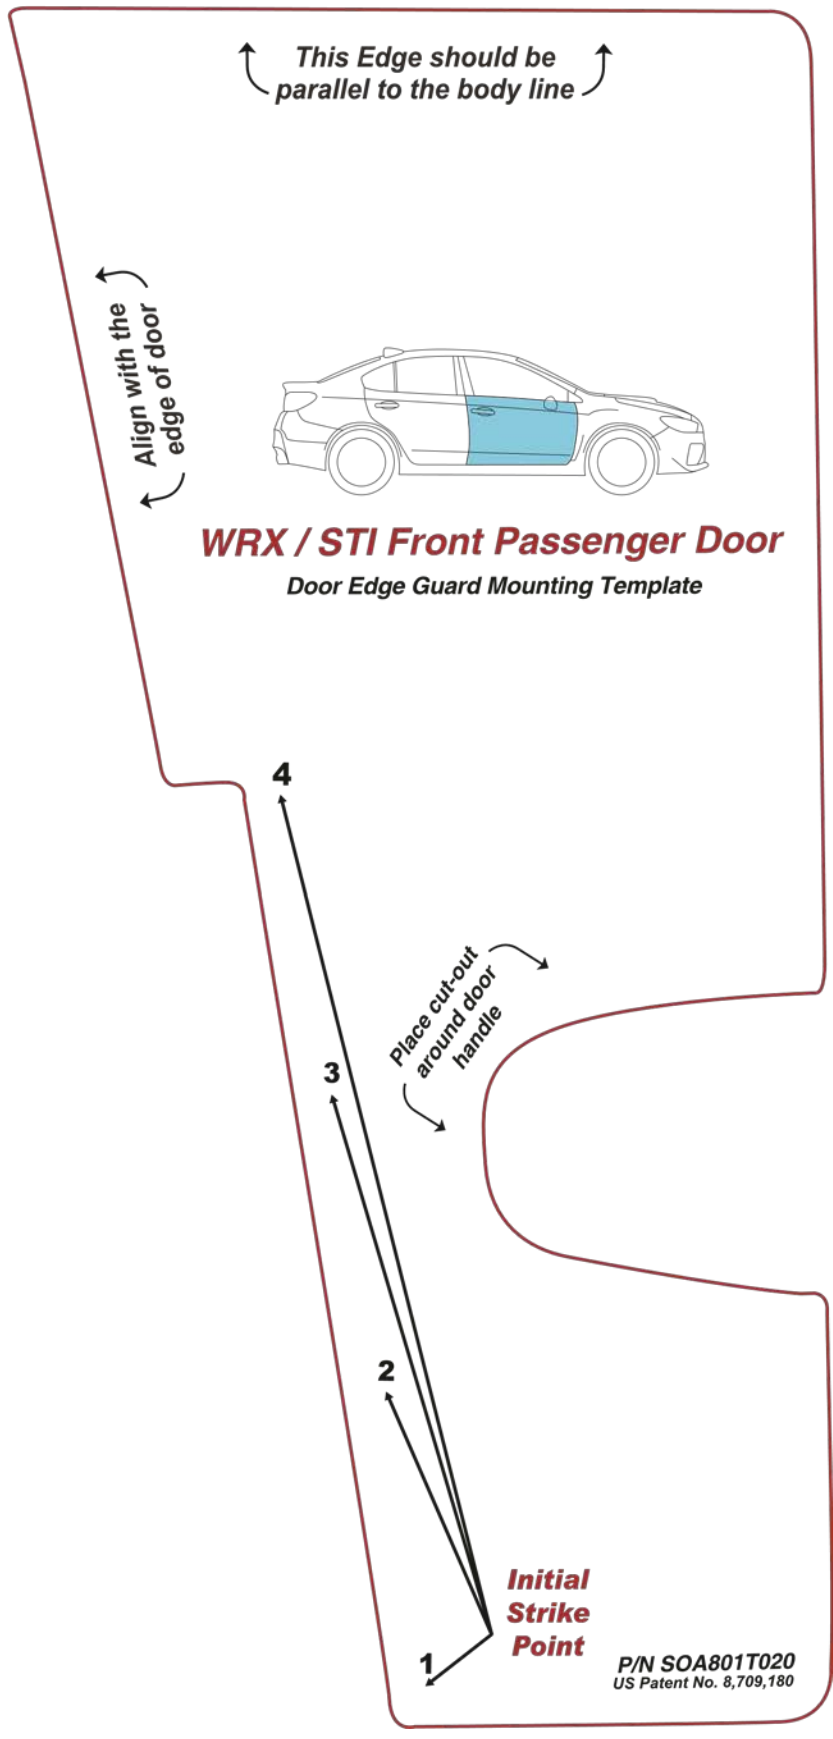 This Edge should be
parallel to the body line
Align with the
edge of door
WRX / STI Front Passenger Door
Door Edge Guard Mounting Template
4
Place cut-out
around door
handle
3
2
Initial
Strike
Point
1
P/N SOA801T020
US Patent No. 8,709,180